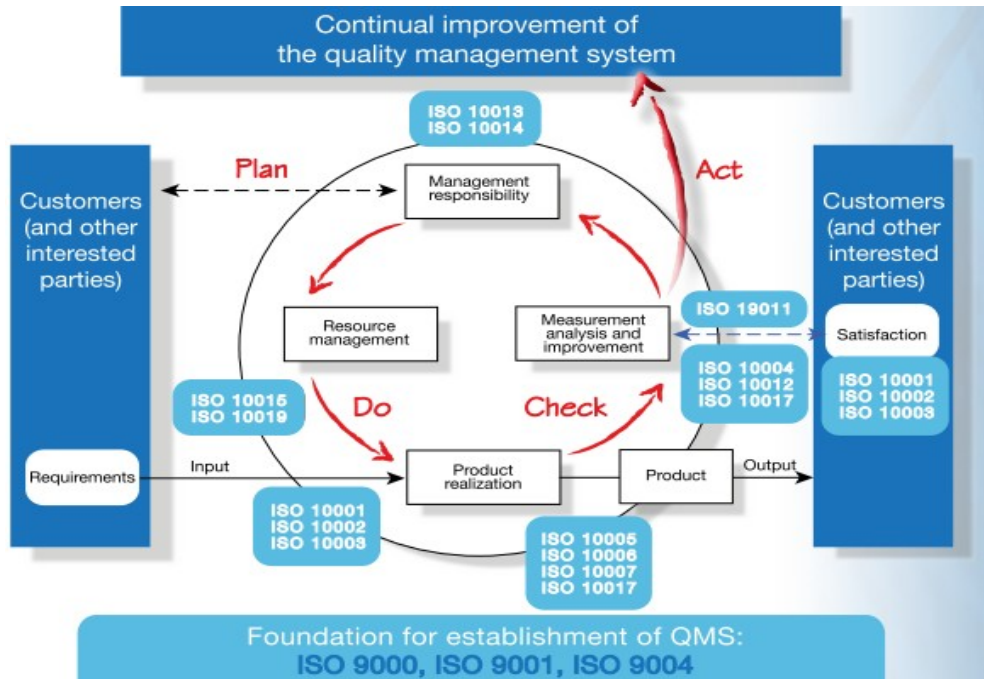 Continual improvement of
the quality management system
ISO 10013
ISO 10014
Plan
Act
Customers
(and other
interested
parties)
Management
responsibility
Customers
(and other
interested
parties)
ISO 19011
Resource
management
Measurement
analysis and
improvement
Satisfaction
ISO 10004
ISO 10012
ISO 10017
ISO 10001
ISO 10002
ISO 10003
ISO 10015
ISO 10019
Do
Check
Requirements
Input
Product
realization
Product
Output
ISO 10001
ISO 10002
ISO 10003
ISO 10005
ISO 10006
ISO 10007
ISO 10017
Foundation for establishment of QMS:
ISO 9000, ISO 9001, ISO 9004